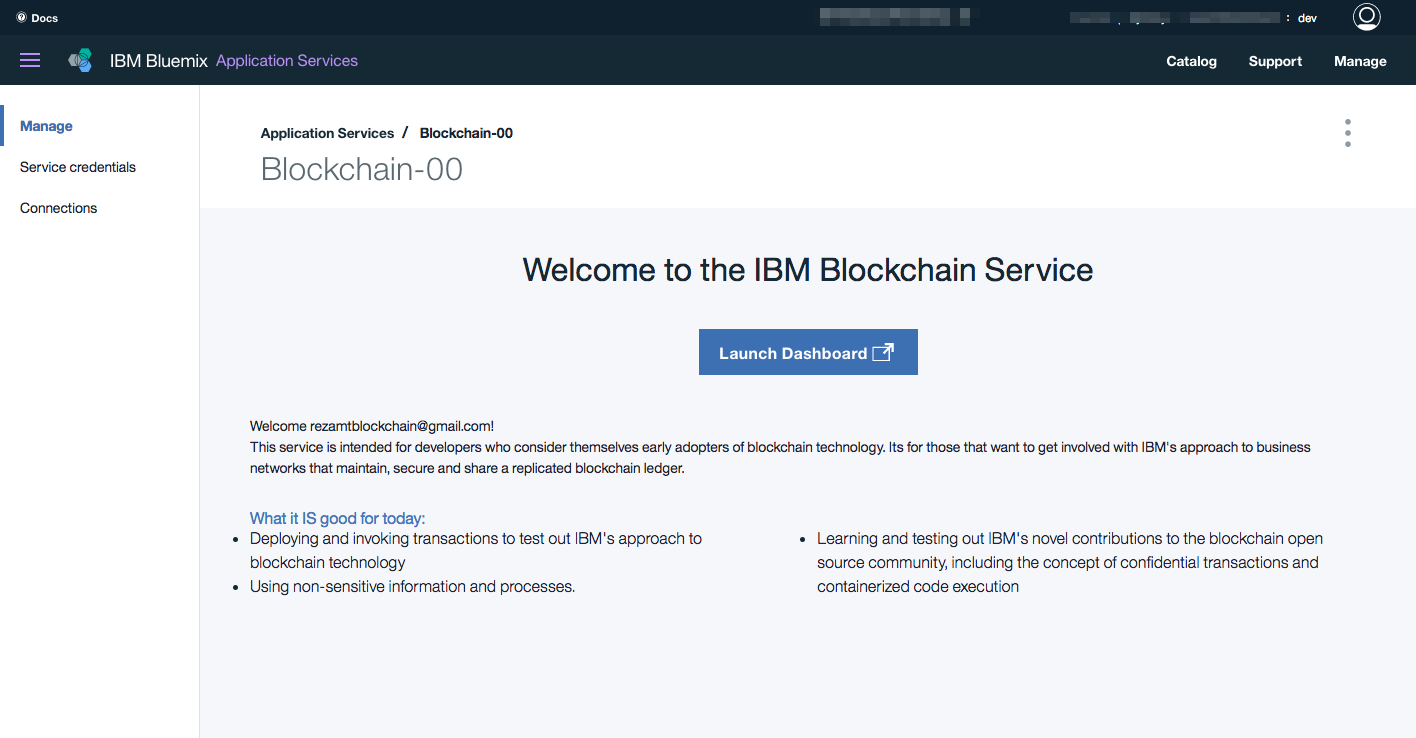 Docs
: dev
IBM Bluemix Application Services
Catalog Support Manage
Manage
Service credentials
Connections
Application Services / Blockchain-00
Blockchain-00
Welcome to the IBM Blockchain Service
Launch Dashboard
Welcome rezamtblockchain@gmail.com!
This service is intended for developers who consider themselves early adopters of blockchain technology. Its for those that want to get involved with IBM's approach to business
networks that maintain, secure and share a replicated blockchain ledger.
What it IS good for today:
• Deploying and invoking transactions to test out IBM's approach to
blockchain technology
• Using non-sensitive information and processes.
• Learning and testing out IBM's novel contributions to the blockchain open
source community, including the concept of confidential transactions and
containerized code execution